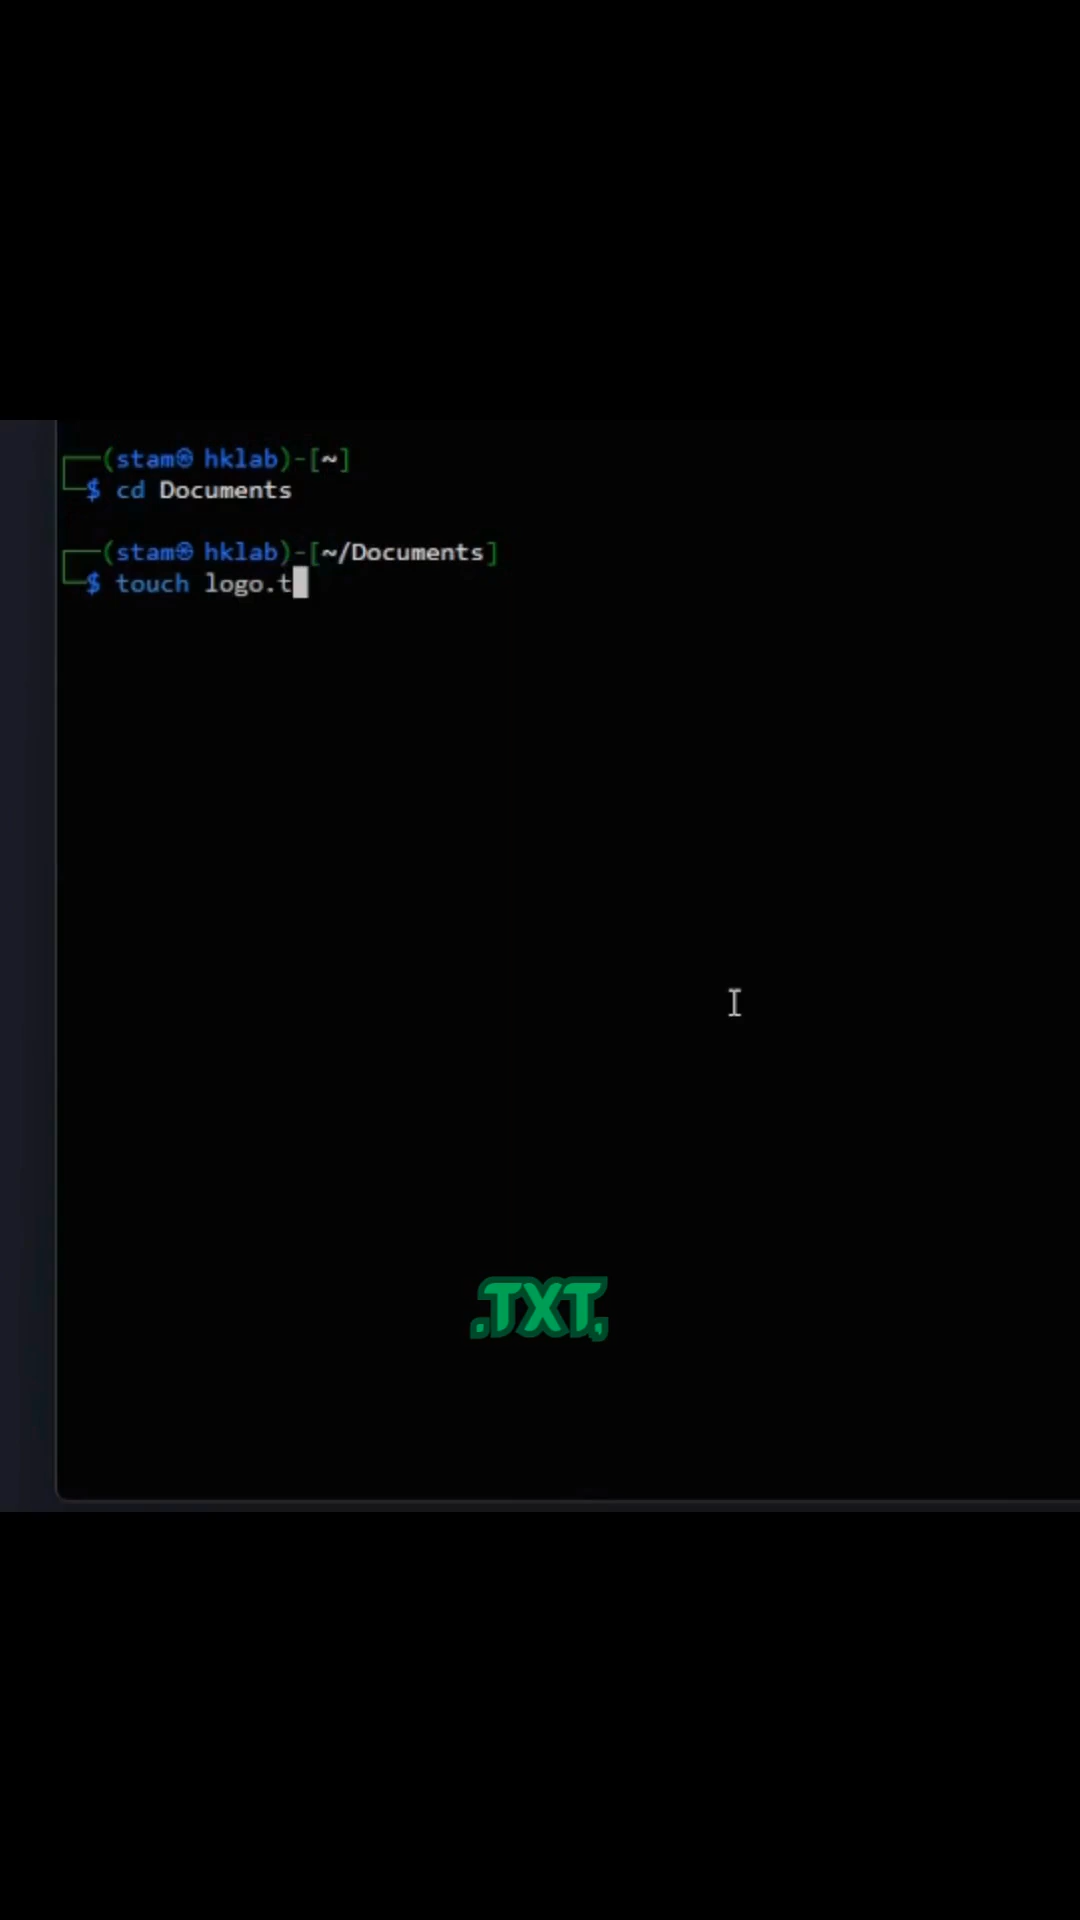 ┌──(stam㉿ hklab)-[~]
└─$ cd Documents
┌──(stam㉿ hklab)-[~/Documents]
└─$ touch logo.t
.TXT,